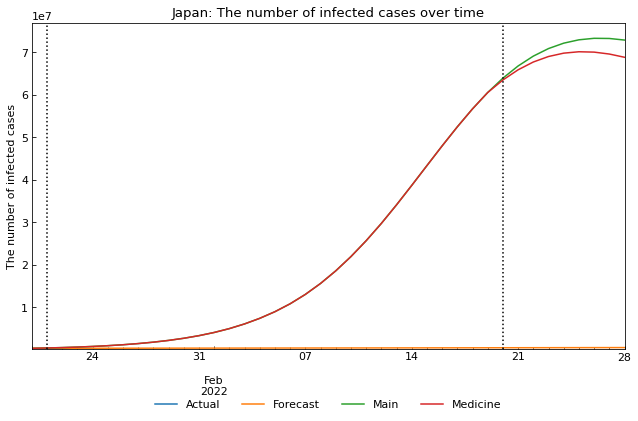 Japan: The number of infected cases over time
1e7
7
6
5
4
3
2
1
The number of infected cases
24 31 07 14 21 28
Feb
2022
Actual Forecast Main Medicine